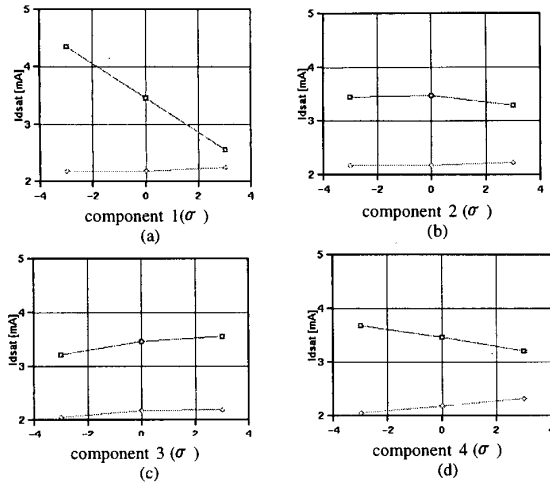 5
4
3
2
Idsat [mA]
-4 -2 0 2 4
component 1(σ )
(a)
5
4
3
2
Idsat [mA]
-4 -2 0 2 4
component 2 (σ )
(b)
5
4
3
2
Idsat [mA]
-4 -2 0 2 4
component 3 (σ )
(c)
5
4
3
2
Idsat [mA]
-4 -2 0 2 4
component 4 (σ )
(d)